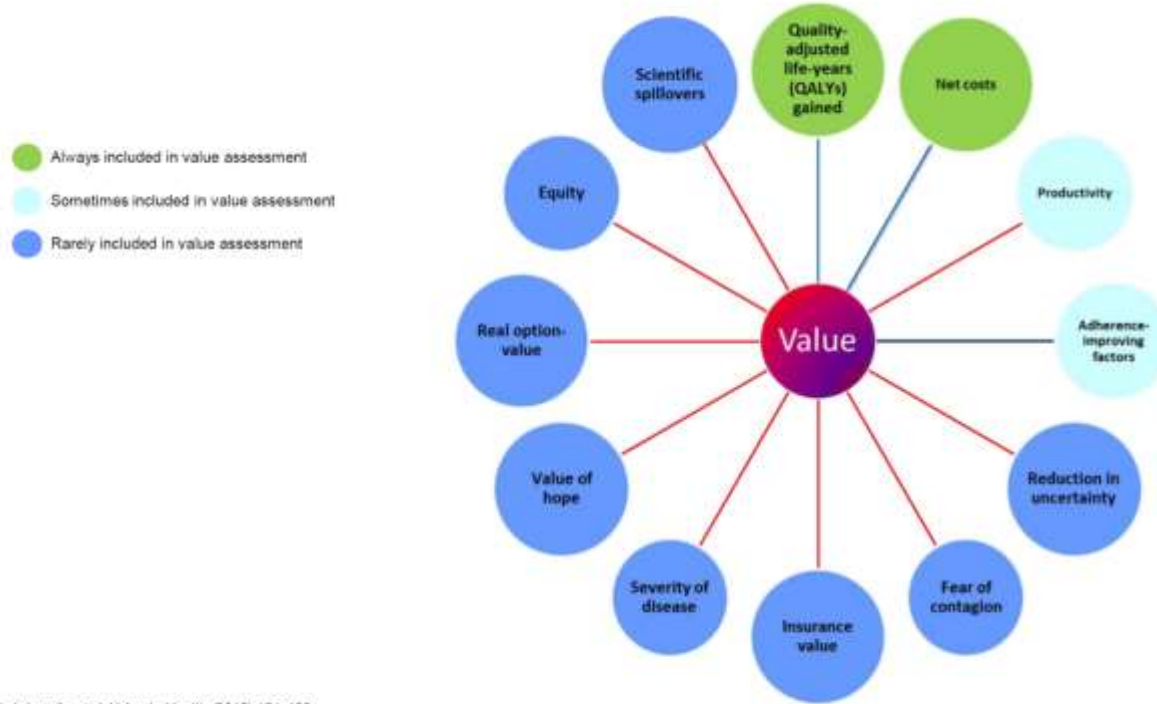 Quality-
adjusted
life-years
(QALYs)
gained
Net costs
Productivity
Adherence-
improving
factors
Reduction in
uncertainty
Fear of
contagion
Insurance
value
Severity of
disease
Value of
hope
Real option-
value
Equity
Scientific
spillovers
Value
Always included in value assessment
Sometimes included in value assessment
Rarely included in value assessment